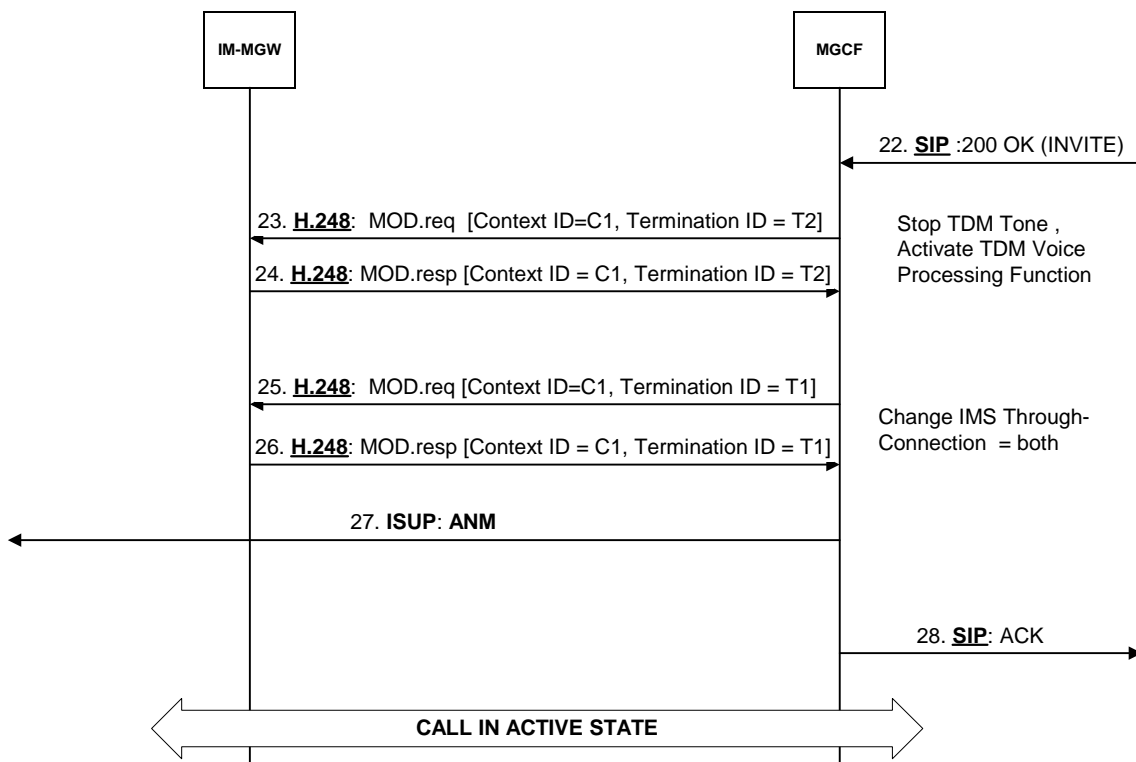 IM-MGW
MGCF
22. SIP :200 OK (INVITE)
23. H.248: MOD.req [Context ID=C1, Termination ID = T2]
Stop TDM Tone ,
Activate TDM Voice
Processing Function
24. H.248: MOD.resp [Context ID = C1, Termination ID = T2]
25. H.248: MOD.req [Context ID=C1, Termination ID = T1]
Change IMS Through-
Connection = both
26. H.248: MOD.resp [Context ID = C1, Termination ID = T1]
27. ISUP: ANM
28. SIP: ACK
CALL IN ACTIVE STATE